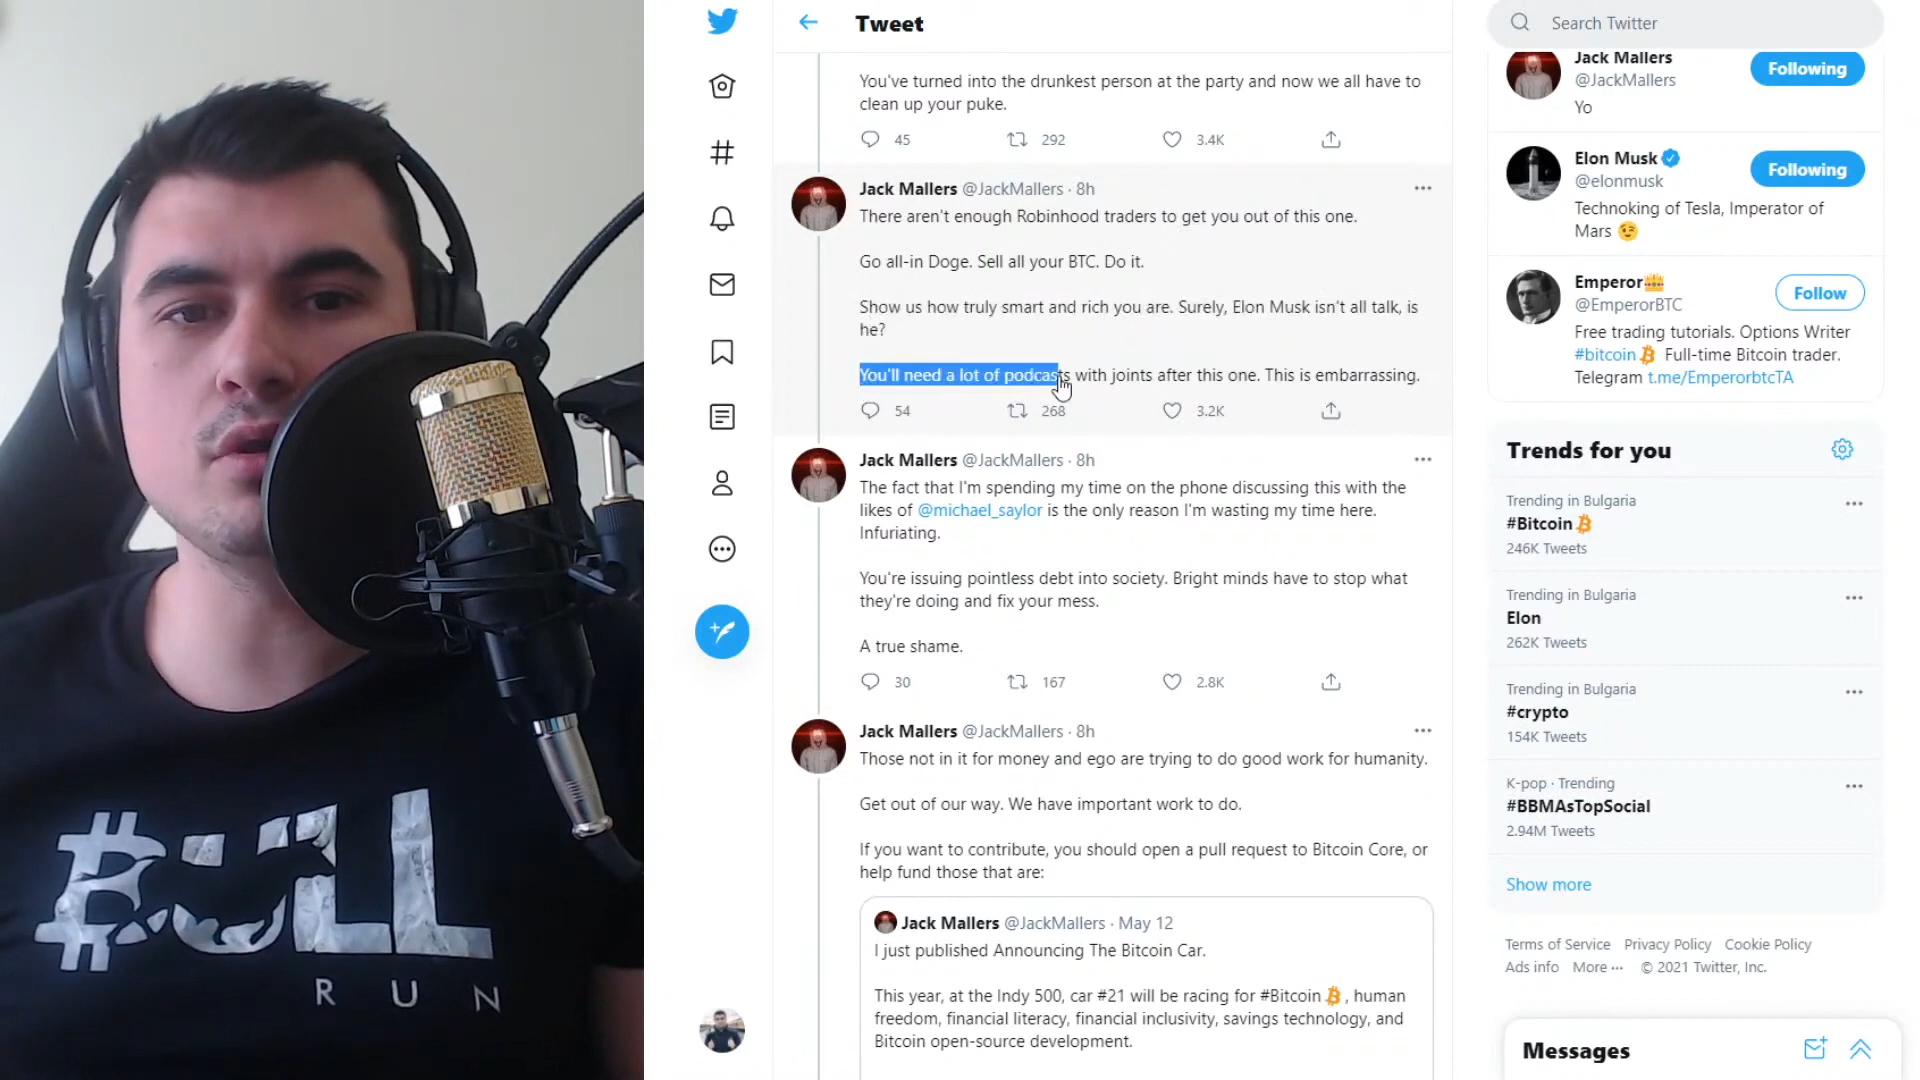 Tweet
Search Twitter
You've turned into the drunkest person at the party and now we all have to
clean up your puke.
45 292 3.4K
Jack Mallers @JackMallers · 8h
There aren't enough Robinhood traders to get you out of this one.
Go all-in Doge. Sell all your BTC. Do it.
Show us how truly smart and rich you are. Surely, Elon Musk isn't all talk, is
he?
You'll need a lot of podcasts with joints after this one. This is embarrassing.
54 268 3.2K
Jack Mallers @JackMallers · 8h
The fact that I'm spending my time on the phone discussing this with the
likes of @michael_saylor is the only reason I'm wasting my time here.
Infuriating.
You're issuing pointless debt into society. Bright minds have to stop what
they're doing and fix your mess.
A true shame.
30 167 2.8K
Jack Mallers @JackMallers · 8h
Those not in it for money and ego are trying to do good work for humanity.
Get out of our way. We have important work to do.
If you want to contribute, you should open a pull request to Bitcoin Core, or
help fund those that are:
Jack Mallers @JackMallers · May 12
I just published Announcing The Bitcoin Car.
This year, at the Indy 500, car #21 will be racing for #Bitcoin, human
freedom, financial literacy, financial inclusivity, savings technology, and
Bitcoin open-source development.
Jack Mallers
@JackMallers
Following
Yo
Elon Musk
@elonmusk
Following
Technoking of Tesla, Imperator of
Mars 😉
Emperor👑
@EmperorBTC
Follow
Free trading tutorials. Options Writer
#bitcoin Full-time Bitcoin trader.
Telegram t.me/EmperorbtcTA
Trends for you
Trending in Bulgaria
#Bitcoin
246K Tweets
Trending in Bulgaria
Elon
262K Tweets
Trending in Bulgaria
#crypto
154K Tweets
K-pop · Trending
#BBMAsTopSocial
2.94M Tweets
Show more
Terms of Service Privacy Policy Cookie Policy
Ads info More ··· © 2021 Twitter, Inc.
Messages
₿ULL
RUN